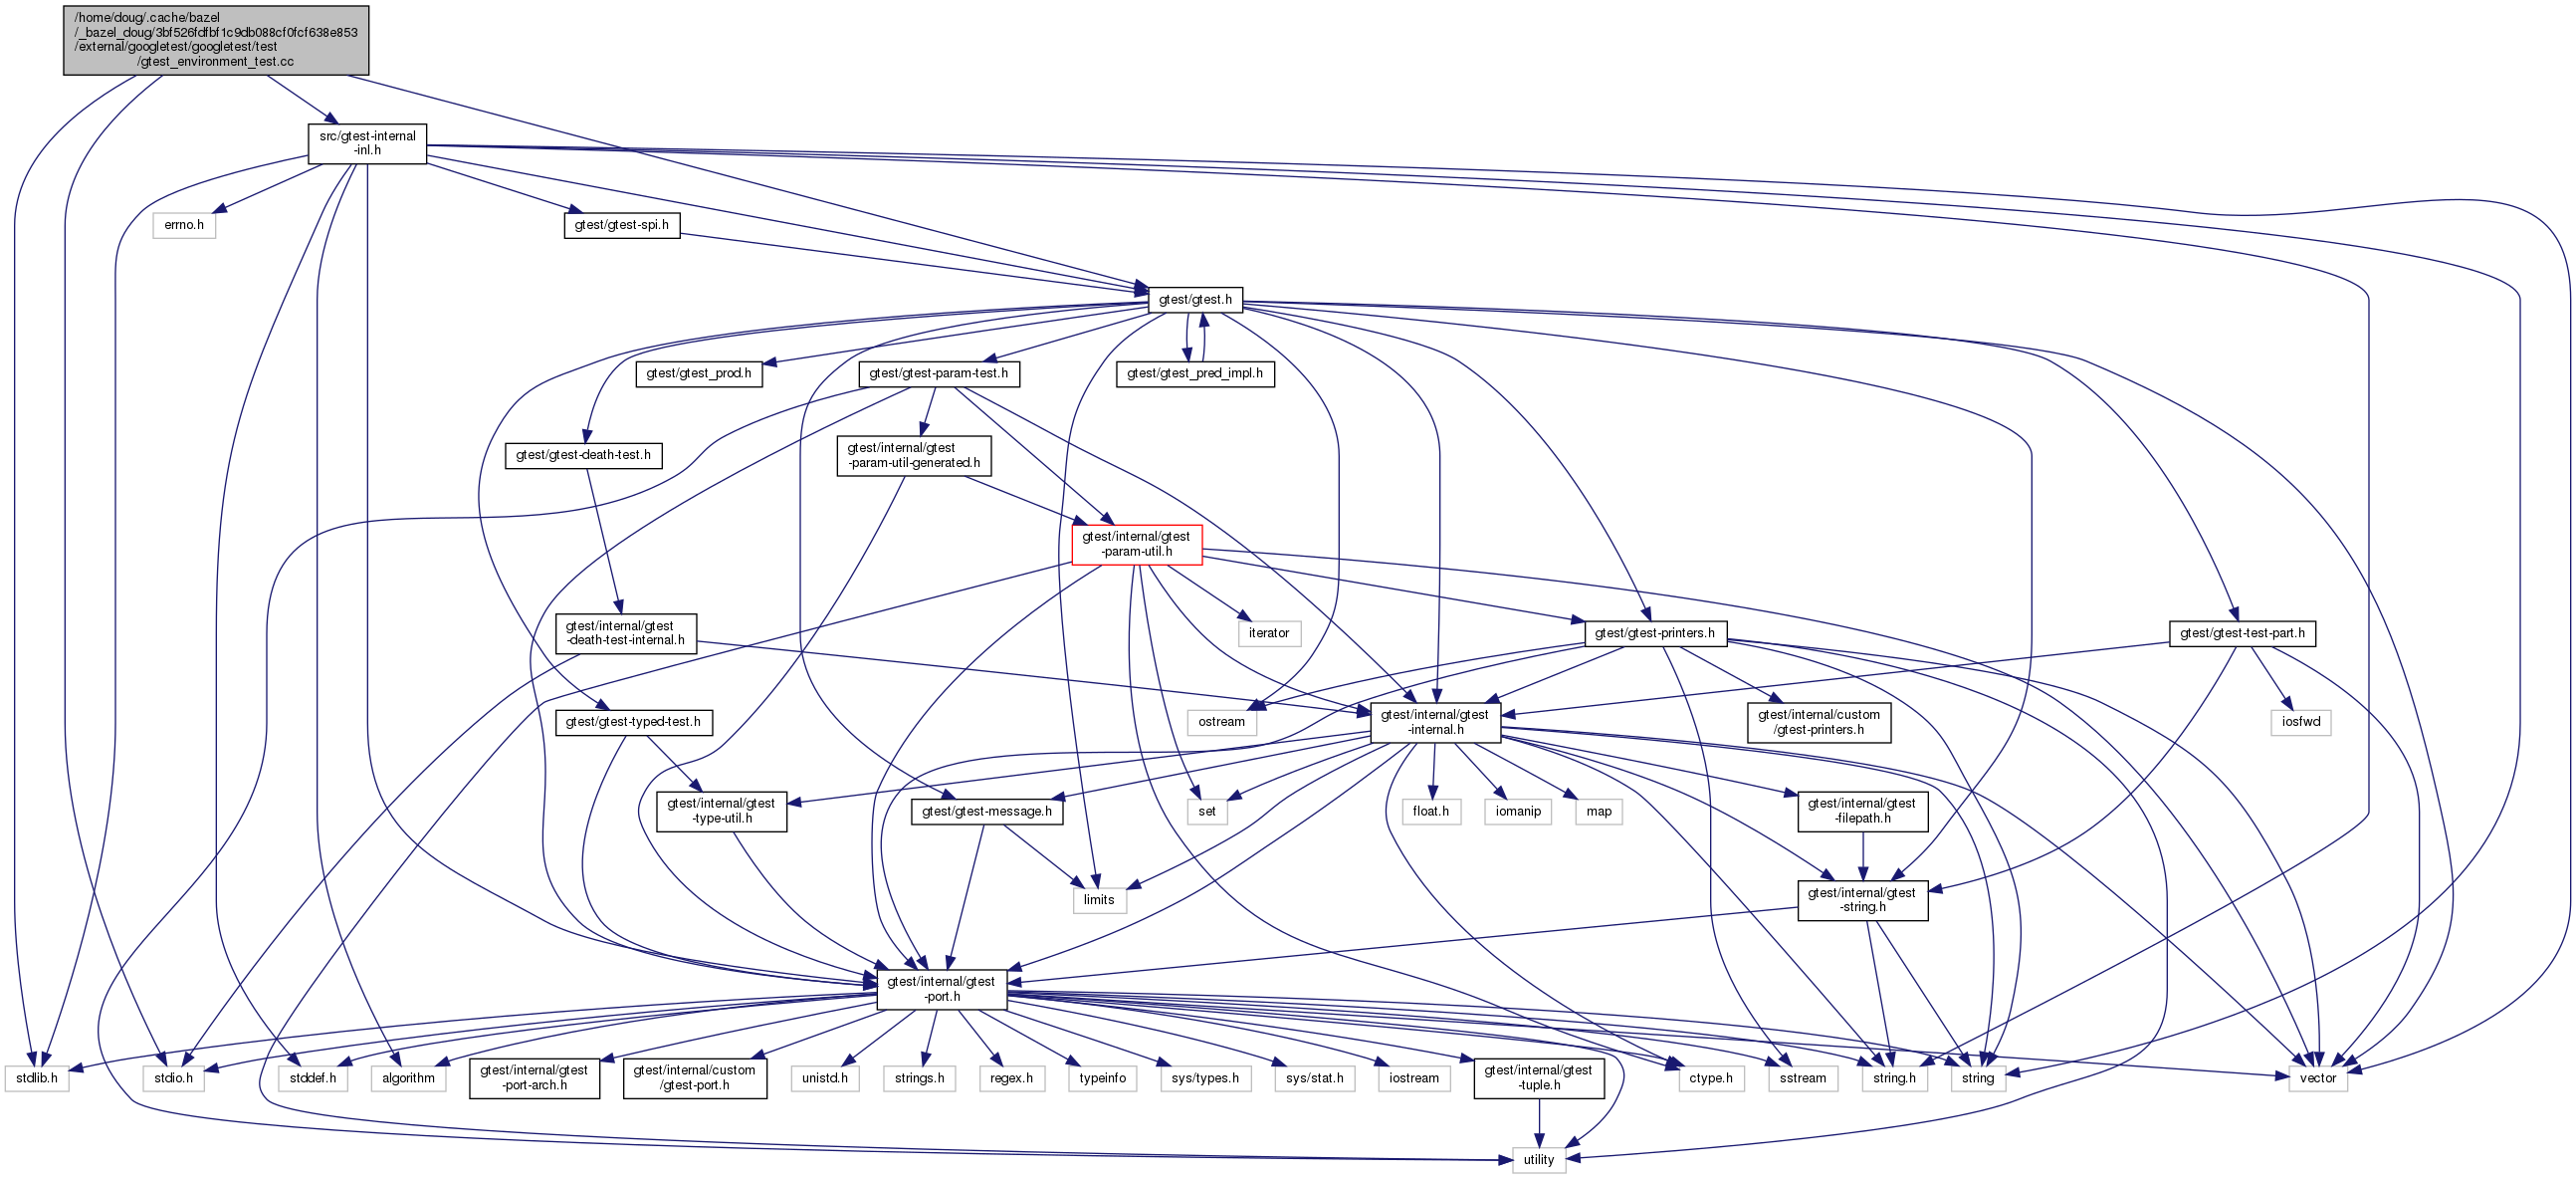 /home/doug/.cache/bazel
/_bazel_doug/3bf526fdfbf1c9db088cf0fcf638e853
/external/googletest/googletest/test
/gtest_environment_test.cc
src/gtest-internal
-inl.h
errno.h
gtest/gtest-spi.h
gtest/gtest.h
gtest/gtest_prod.h
gtest/gtest-param-test.h
gtest/gtest_pred_impl.h
gtest/gtest-death-test.h
gtest/internal/gtest
-param-util-generated.h
gtest/internal/gtest
-param-util.h
gtest/internal/gtest
-death-test-internal.h
iterator
gtest/gtest-printers.h
gtest/gtest-test-part.h
gtest/gtest-typed-test.h
ostream
gtest/internal/gtest
-internal.h
gtest/internal/custom
/gtest-printers.h
iosfwd
gtest/internal/gtest
-type-util.h
gtest/gtest-message.h
set
float.h
iomanip
map
gtest/internal/gtest
-filepath.h
limits
gtest/internal/gtest
-string.h
gtest/internal/gtest
-port.h
stdlib.h
stdio.h
stddef.h
algorithm
gtest/internal/gtest
-port-arch.h
gtest/internal/custom
/gtest-port.h
unistd.h
strings.h
regex.h
typeinfo
sys/types.h
sys/stat.h
iostream
gtest/internal/gtest
-tuple.h
ctype.h
sstream
string.h
string
vector
utility